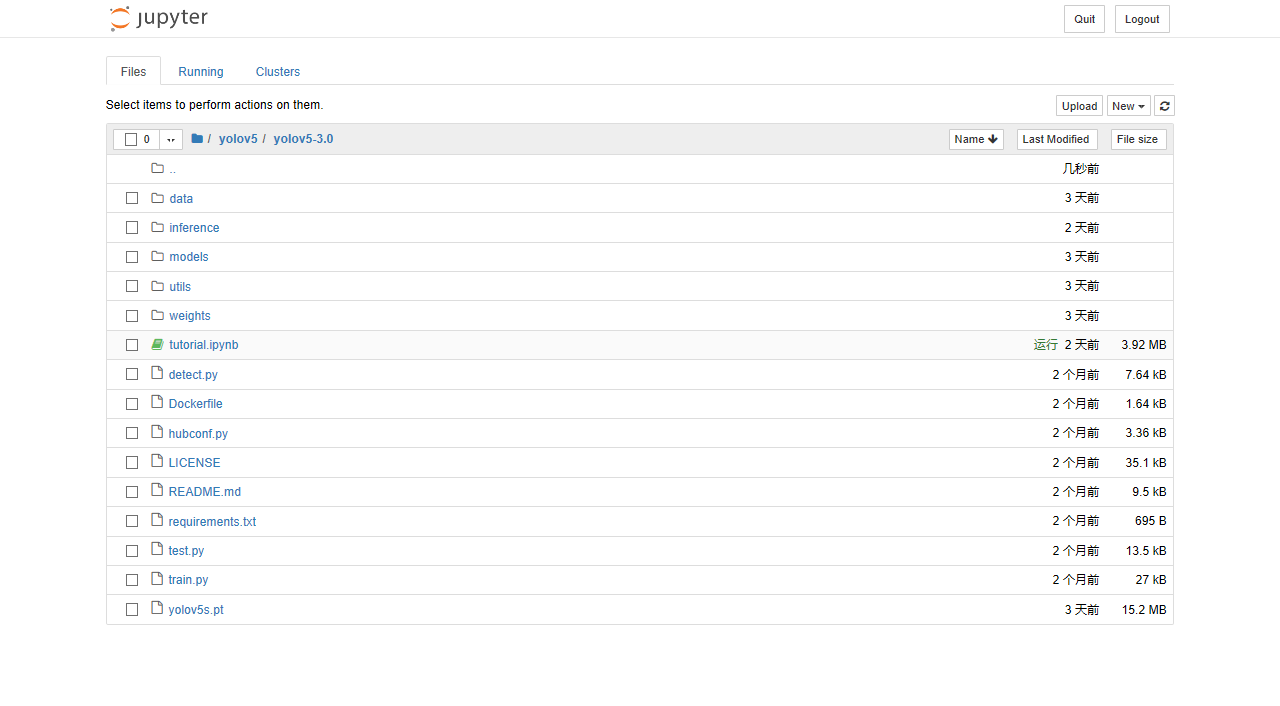 jupyter Quit Logout
Files Running Clusters
Select items to perform actions on them. Upload New
0 / yolov5 / yolov5-3.0 Name Last Modified File size
.. 几秒前
data 3 天前
inference 2 天前
models 3 天前
utils 3 天前
weights 3 天前
tutorial.ipynb 运行 2 天前 3.92 MB
detect.py 2 个月前 7.64 kB
Dockerfile 2 个月前 1.64 kB
hubconf.py 2 个月前 3.36 kB
LICENSE 2 个月前 35.1 kB
README.md 2 个月前 9.5 kB
requirements.txt 2 个月前 695 B
test.py 2 个月前 13.5 kB
train.py 2 个月前 27 kB
yolov5s.pt 3 天前 15.2 MB